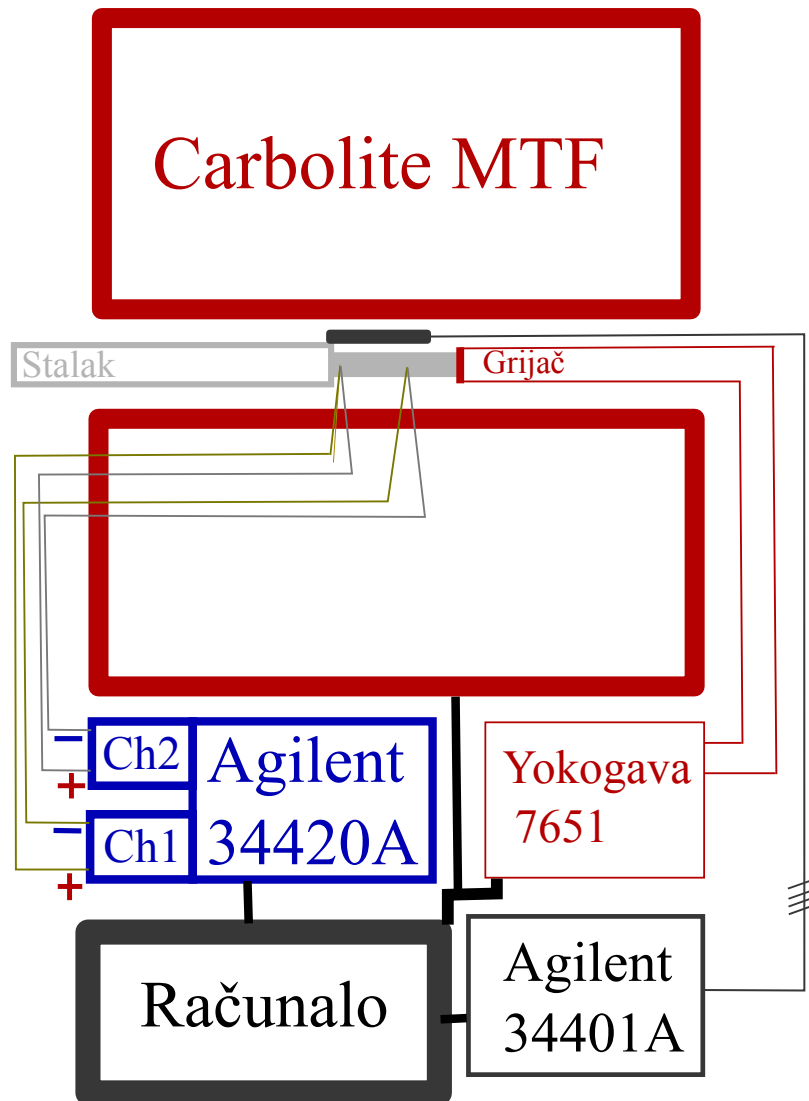 Carbolite MTF
Stalak
Grijač
−
Ch2
+
−
Ch1
+
Agilent
34420A
Yokogava
7651
Računalo
Agilent
34401A